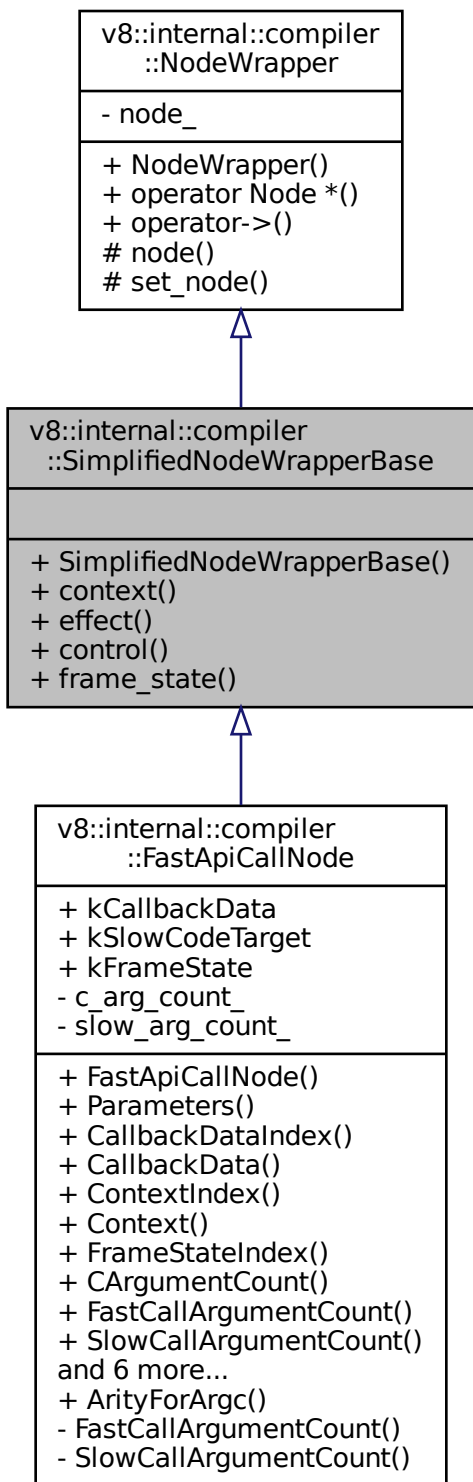 v8::internal::compiler
::NodeWrapper
- node_
+ NodeWrapper()
+ operator Node *()
+ operator->()
# node()
# set_node()
v8::internal::compiler
::SimplifiedNodeWrapperBase
+ SimplifiedNodeWrapperBase()
+ context()
+ effect()
+ control()
+ frame_state()
v8::internal::compiler
::FastApiCallNode
+ kCallbackData
+ kSlowCodeTarget
+ kFrameState
- c_arg_count_
- slow_arg_count_
+ FastApiCallNode()
+ Parameters()
+ CallbackDataIndex()
+ CallbackData()
+ ContextIndex()
+ Context()
+ FrameStateIndex()
+ CArgumentCount()
+ FastCallArgumentCount()
+ SlowCallArgumentCount()
and 6 more...
+ ArityForArgc()
- FastCallArgumentCount()
- SlowCallArgumentCount()